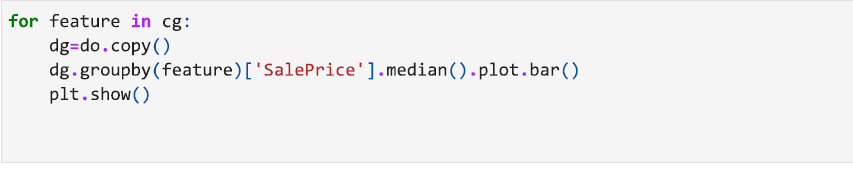 for feature in cg:
    dg=do.copy()
    dg.groupby(feature)['SalePrice'].median().plot.bar()
    plt.show()